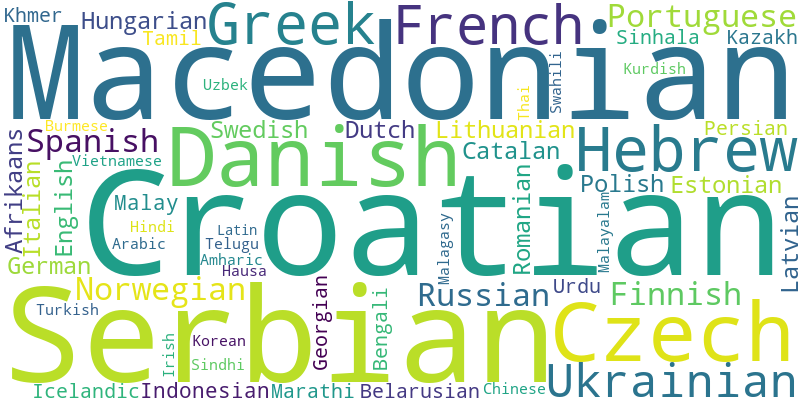 Khmer
Hungarian
Greek
French
Portuguese
Tamil
Sinhala
Kazakh
Macedonian
Uzbek
Kurdish
Swahili
Thai
Burmese
Spanish
Swedish
Dutch
Lithuanian
Persian
Danish
Hebrew
Catalan
Vietnamese
Afrikaans
Italian
English
Polish
Estonian
Croatian
Malay
Hindi
Arabic
Latin
Telugu
Amharic
Hausa
Malagasy
Romanian
Malayalam
Latvian
German
Norwegian
Russian
Urdu
Finnish
Serbian
Georgian
Bengali
Czech
Turkish
Irish
Korean
Sindhi
Ukrainian
Icelandic
Indonesian
Marathi
Belarusian
Chinese